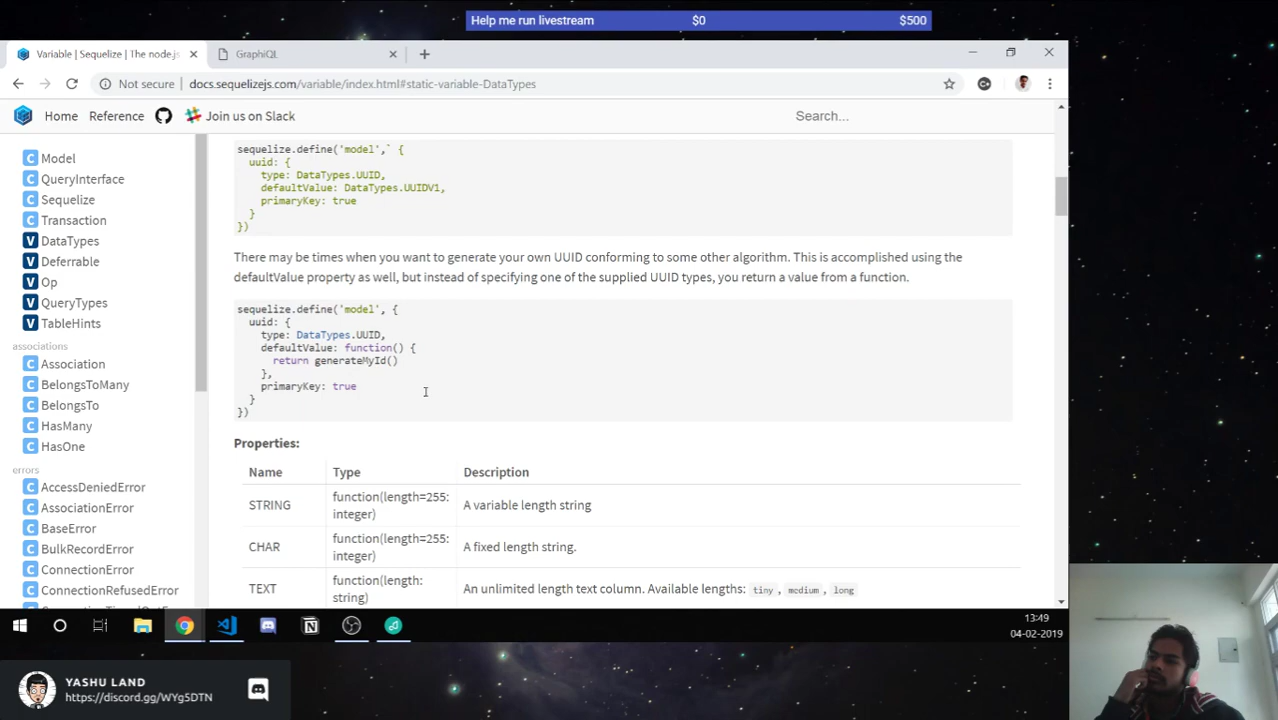 Help me run livestream $0 $500
Variable | Sequelize | The node.js
GraphiQL
Not secure docs.sequelizejs.com/variable/index.html#static-variable-DataTypes
Home Reference Join us on Slack Search...
C Model
C QueryInterface
C Sequelize
C Transaction
V DataTypes
V Deferrable
V Op
V QueryTypes
V TableHints
associations
C Association
C BelongsToMany
C BelongsTo
C HasMany
C HasOne
errors
C AccessDeniedError
C AssociationError
C BaseError
C BulkRecordError
C ConnectionError
C ConnectionRefusedError
sequelize.define('model',` {
uuid: {
type: DataTypes.UUID,
defaultValue: DataTypes.UUIDV1,
primaryKey: true
}
})
There may be times when you want to generate your own UUID conforming to some other algorithm. This is accomplished using the
defaultValue property as well, but instead of specifying one of the supplied UUID types, you return a value from a function.
sequelize.define('model', {
uuid: {
type: DataTypes.UUID,
defaultValue: function() {
return generateMyId()
},
primaryKey: true
}
})
Properties:
Name Type Description
STRING function(length=255: integer) A variable length string
CHAR function(length=255: integer) A fixed length string.
TEXT function(length: string) An unlimited length text column. Available lengths: tiny , medium , long
13:49
04-02-2019
YASHU LAND
https://discord.gg/WYg5DTN